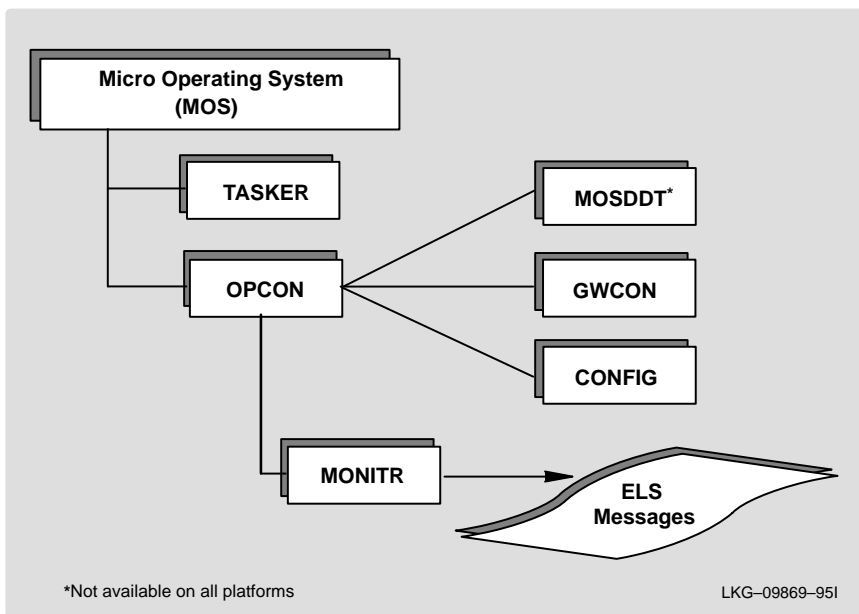 Micro Operating System
(MOS)
TASKER
MOSDDT*
OPCON
GWCON
CONFIG
MONITR
ELS
Messages
*Not available on all platforms
LKG–09869–95I